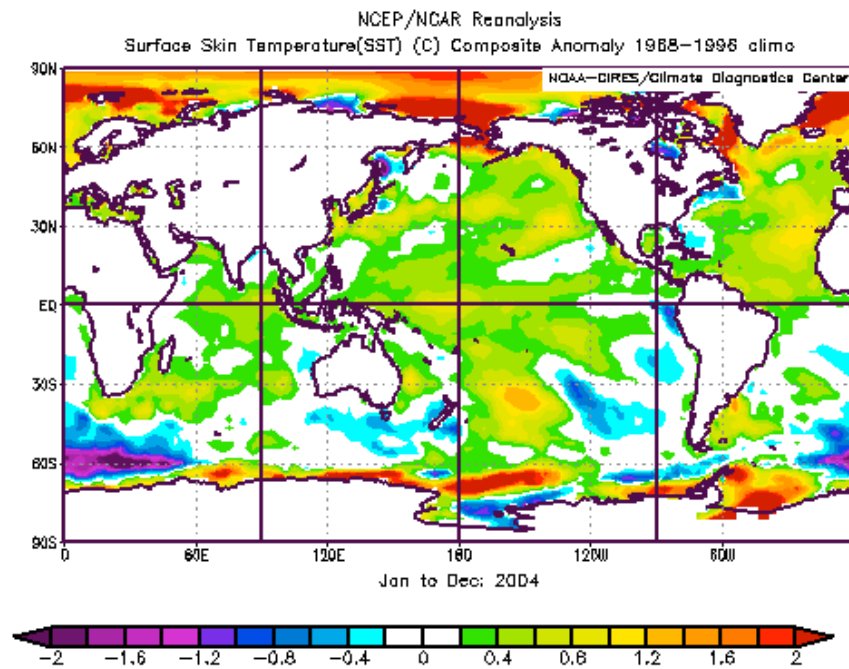 NCEP/NCAR Reanalysis
Surface Skin Temperature(SST) (C) Composite Anomaly 1968-1996 climo
NOAA-CIRES/Climate Diagnostics Center
90N
60N
30N
EQ
30S
60S
90S
0 60E 120E 180 120W 60W
Jan to Dec: 2004
-2 -1.6 -1.2 -0.8 -0.4 0 0.4 0.8 1.2 1.6 2